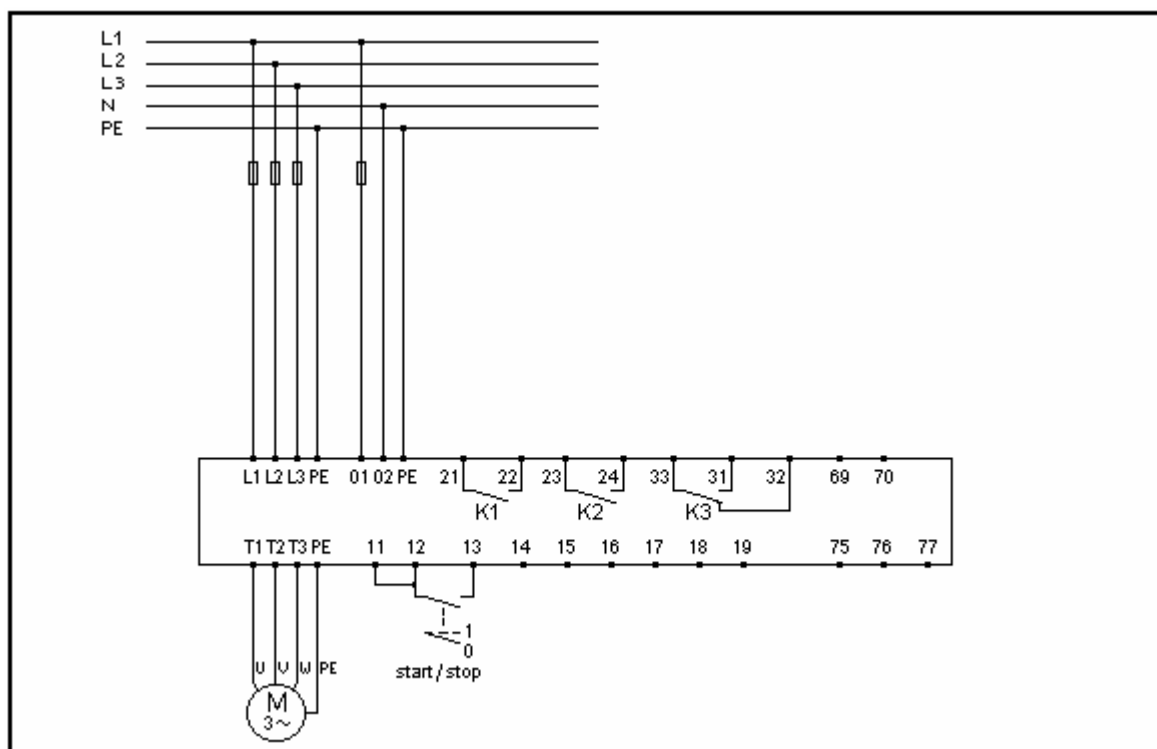 L1
L2
L3
N
PE
L1 L2 L3 PE 01 02 PE 21 22 23 24 33 31 32 69 70
K1 K2 K3
T1 T2 T3 PE 11 12 13 14 15 16 17 18 19 75 76 77
1
0
start/stop
U V W PE
M
3~